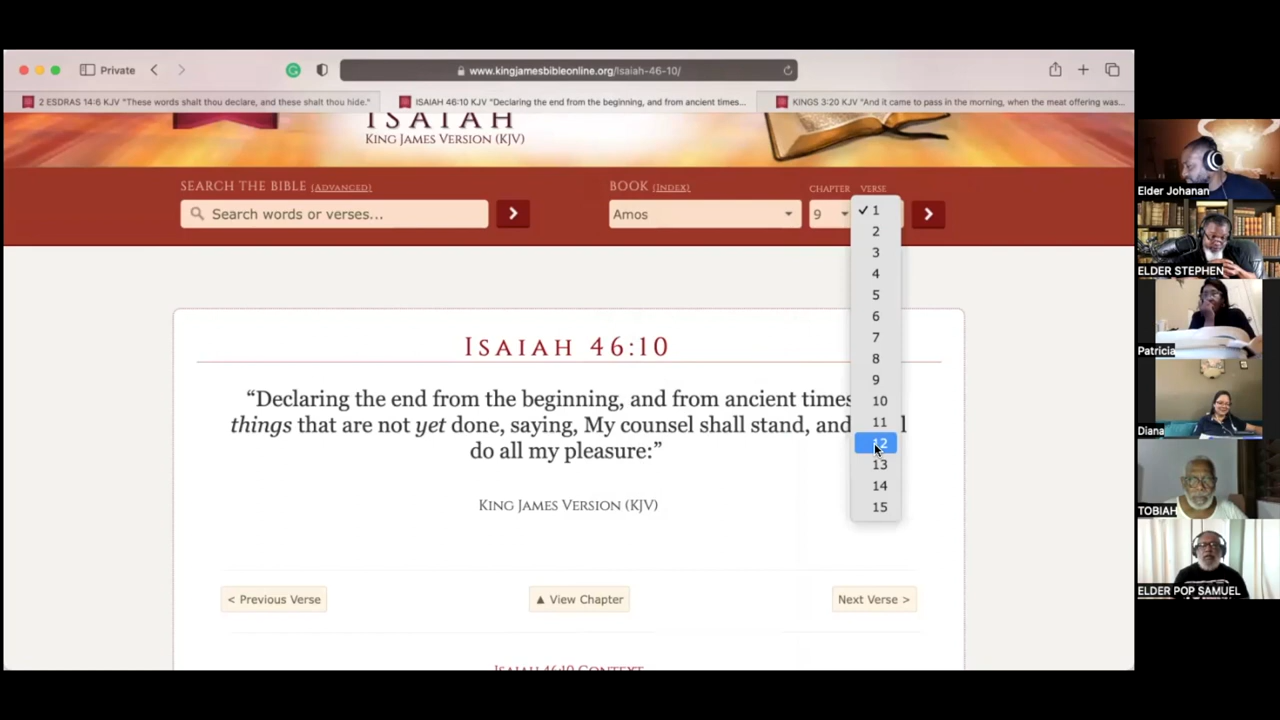 Private
www.kingjamesbibleonline.org/isaiah-46-10/
2 ESDRAS 14:6 KJV "These words shalt thou declare, and these shalt thou hide."
ISAIAH 46:10 KJV "Declaring the end from the beginning, and from ancient times...
KINGS 3:20 KJV "And it came to pass in the morning, when the meat offering was...
ISAIAH
KING JAMES VERSION (KJV)
SEARCH THE BIBLE (ADVANCED)
BOOK (INDEX)
CHAPTER
VERSE
Search words or verses...
Amos
9
1
2
3
4
5
6
7
8
9
10
11
12
13
14
15
ISAIAH 46:10
“Declaring the end from the beginning, and from ancient times
things that are not yet done, saying, My counsel shall stand, and
do all my pleasure:”
KING JAMES VERSION (KJV)
< Previous Verse
▲ View Chapter
Next Verse >
ISAIAH 46:10 CONTEXT
Elder Johanan
ELDER STEPHEN
Patricia
Diana
TOBIAH
ELDER POP SAMUEL